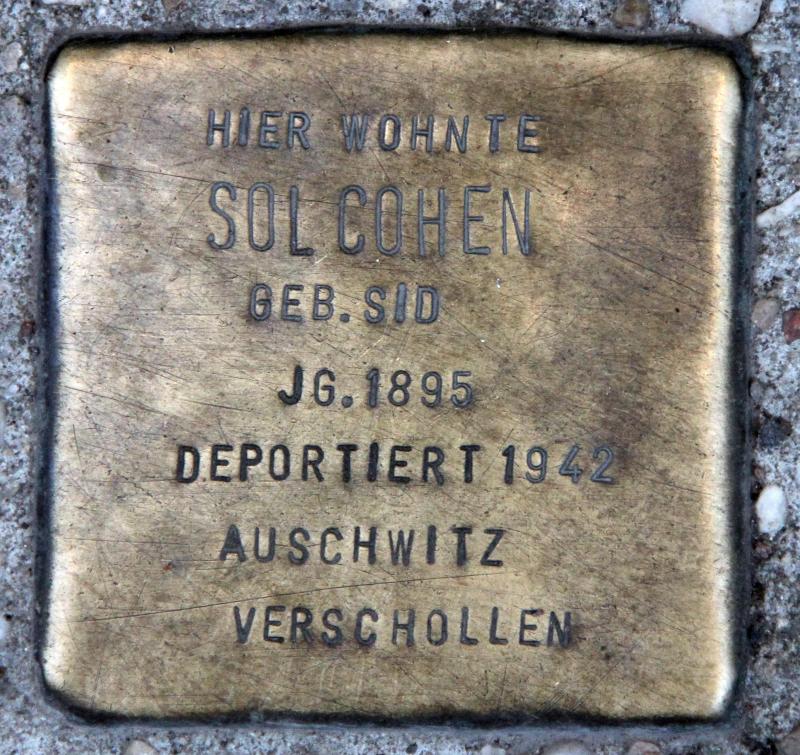 HIER WOHNTE
SOL COHEN
GEB. SID
JG. 1895
DEPORTIERT 1942
AUSCHWITZ
VERSCHOLLEN